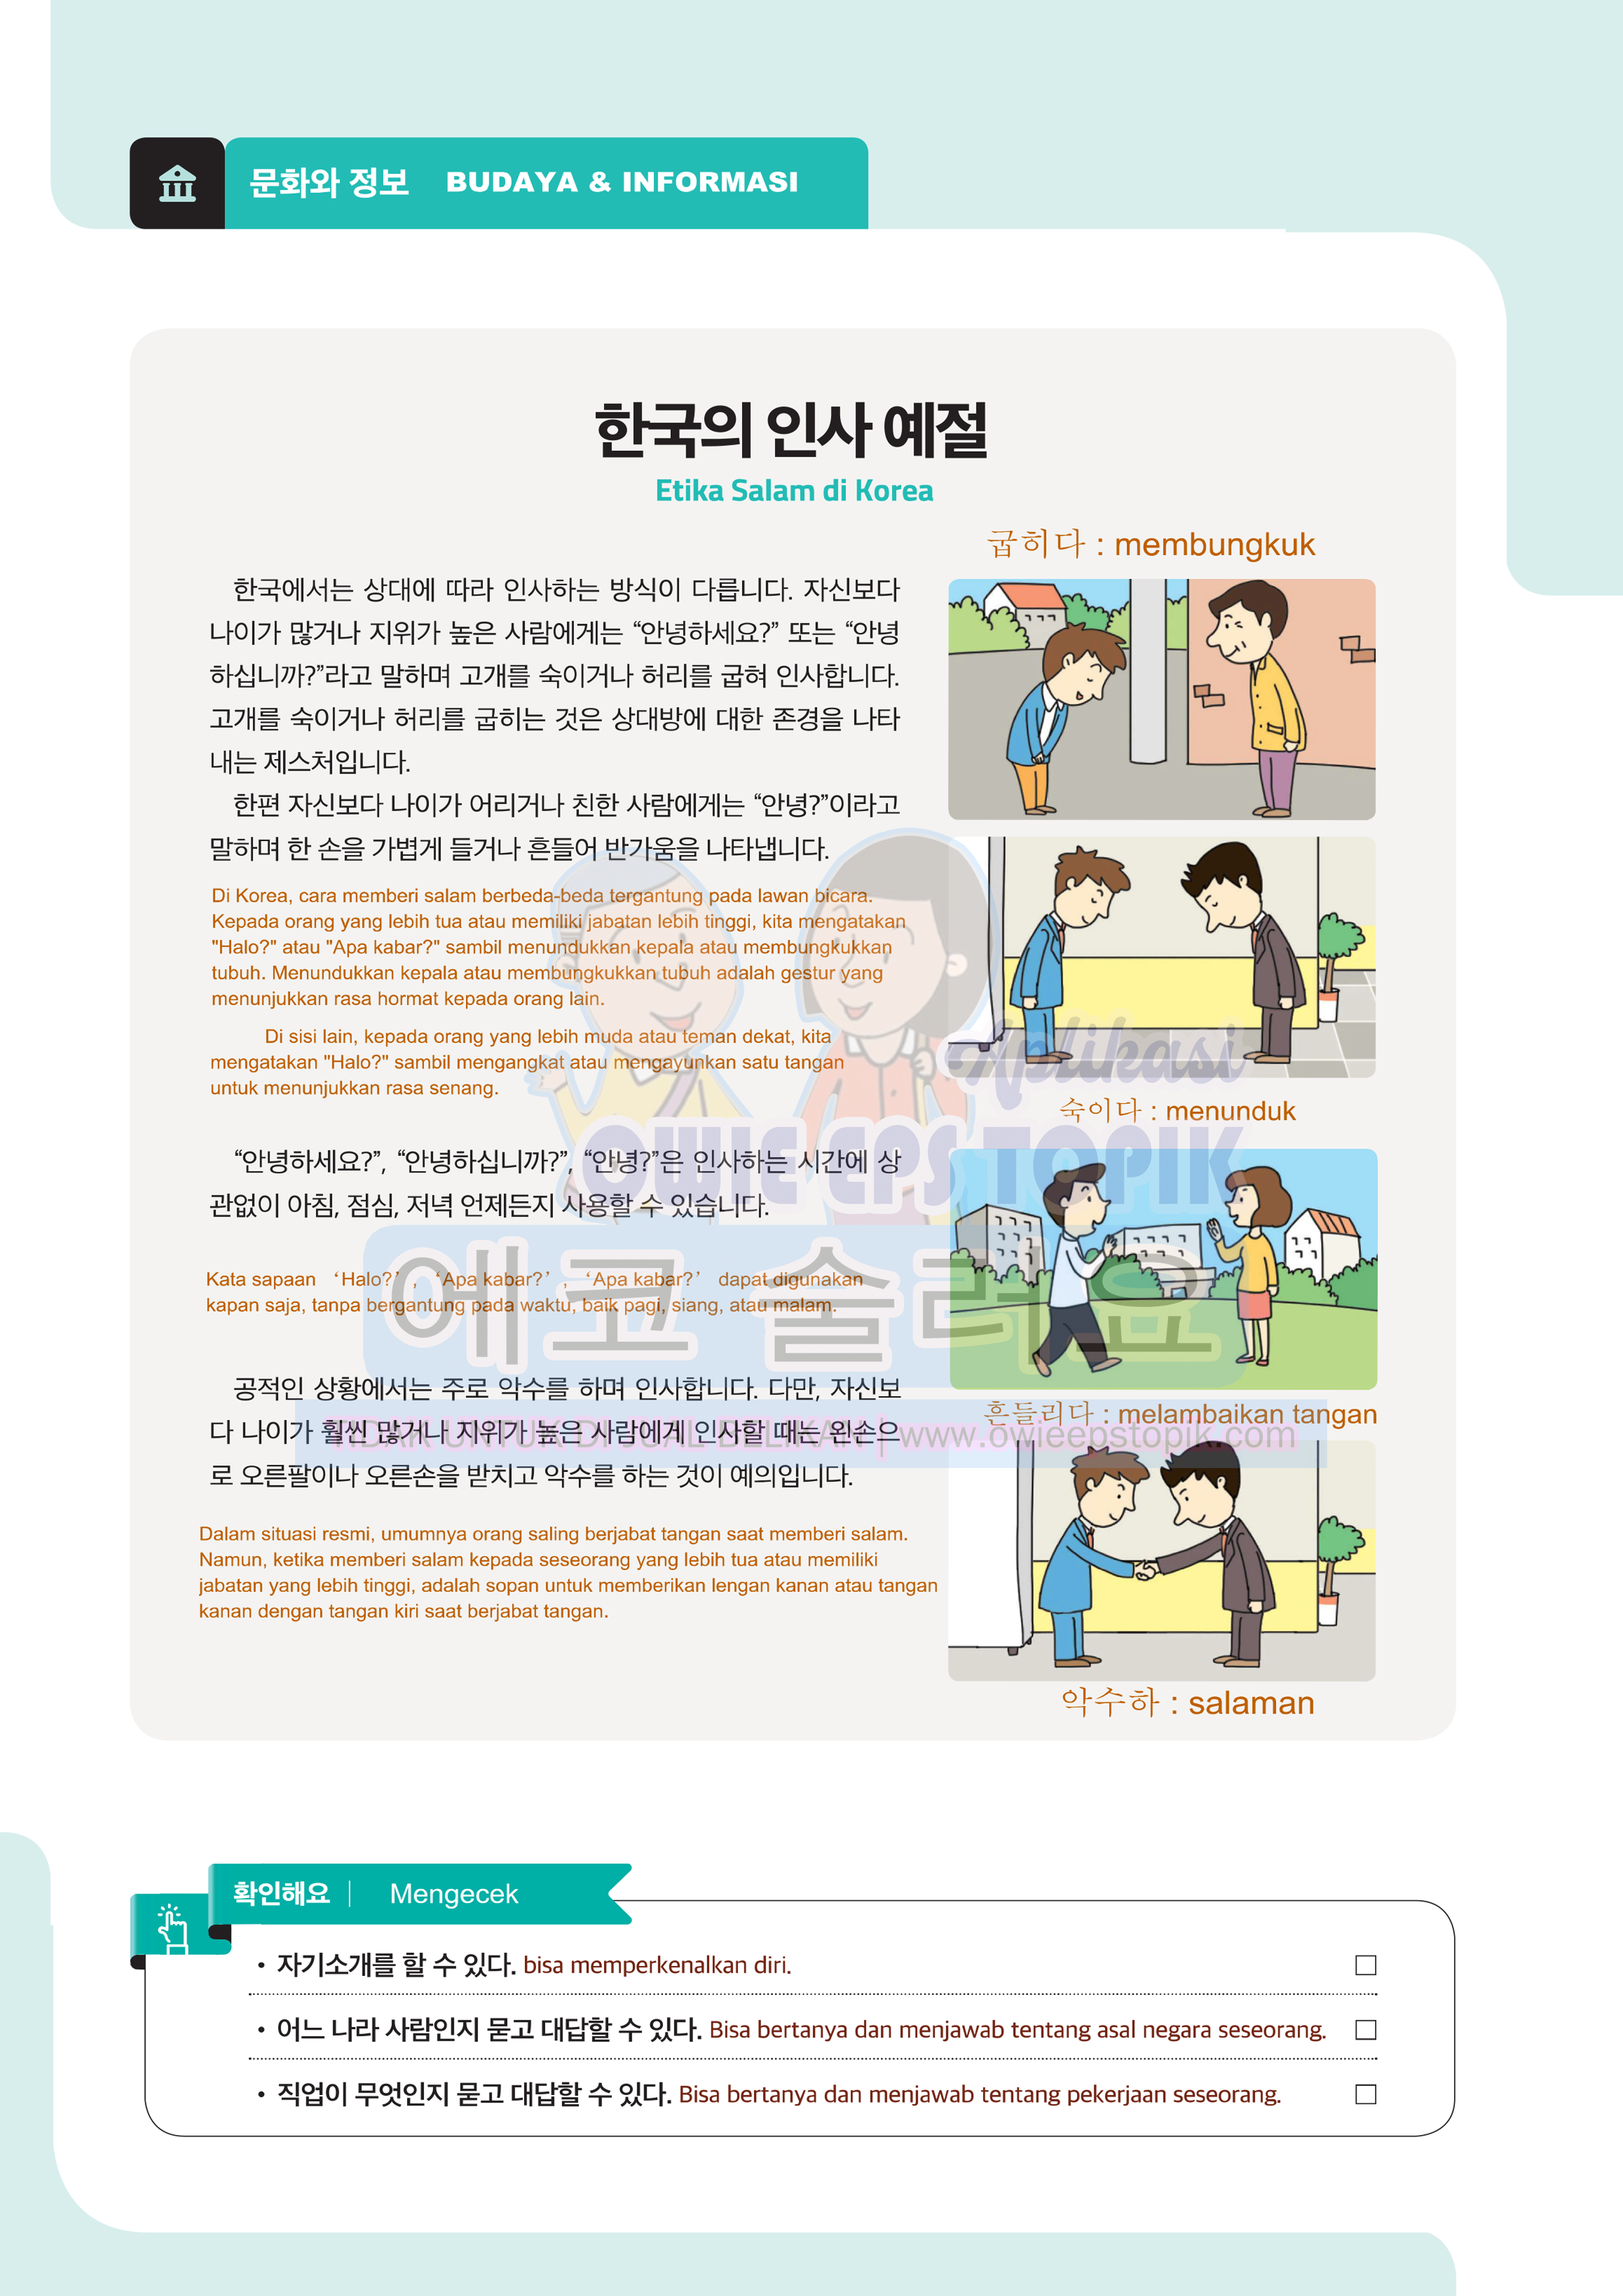 문화와 정보 BUDAYA & INFORMASI
한국의 인사 예절
Etika Salam di Korea
굽히다 : membungkuk
한국에서는 상대에 따라 인사하는 방식이 다릅니다. 자신보다
나이가 많거나 지위가 높은 사람에게는 “안녕하세요?” 또는 “안녕
하십니까?”라고 말하며 고개를 숙이거나 허리를 굽혀 인사합니다.
고개를 숙이거나 허리를 굽히는 것은 상대방에 대한 존경을 나타
내는 제스처입니다.
한편 자신보다 나이가 어리거나 친한 사람에게는 “안녕?”이라고
말하며 한 손을 가볍게 들거나 흔들어 반가움을 나타냅니다.
Di Korea, cara memberi salam berbeda-beda tergantung pada lawan bicara.
Kepada orang yang lebih tua atau memiliki jabatan lebih tinggi, kita mengatakan
"Halo?" atau "Apa kabar?" sambil menundukkan kepala atau membungkukkan
tubuh. Menundukkan kepala atau membungkukkan tubuh adalah gestur yang
menunjukkan rasa hormat kepada orang lain.
Di sisi lain, kepada orang yang lebih muda atau teman dekat, kita
mengatakan "Halo?" sambil mengangkat atau mengayunkan satu tangan
untuk menunjukkan rasa senang.
Aplikasi
숙이다 : menunduk
OWIE EPS TOPIK
“안녕하세요?”, “안녕하십니까?”, “안녕?”은 인사하는 시간에 상
관없이 아침, 점심, 저녁 언제든지 사용할 수 있습니다.
에코 술러요
Kata sapaan ‘Halo?’, ‘Apa kabar?’, ‘Apa kabar?’ dapat digunakan
kapan saja, tanpa bergantung pada waktu, baik pagi, siang, atau malam.
공적인 상황에서는 주로 악수를 하며 인사합니다. 다만, 자신보
다 나이가 훨씬 많거나 지위가 높은 사람에게 인사할 때는 왼손으
로 오른팔이나 오른손을 받치고 악수를 하는 것이 예의입니다.
흔들리다 : melambaikan tangan
TIDAK UNTUK DI JUAL BELIKAN | www.owieepstopik.com
Dalam situasi resmi, umumnya orang saling berjabat tangan saat memberi salam.
Namun, ketika memberi salam kepada seseorang yang lebih tua atau memiliki
jabatan yang lebih tinggi, adalah sopan untuk memberikan lengan kanan atau tangan
kanan dengan tangan kiri saat berjabat tangan.
악수하 : salaman
확인해요 | Mengecek
• 자기소개를 할 수 있다. bisa memperkenalkan diri.
• 어느 나라 사람인지 묻고 대답할 수 있다. Bisa bertanya dan menjawab tentang asal negara seseorang.
• 직업이 무엇인지 묻고 대답할 수 있다. Bisa bertanya dan menjawab tentang pekerjaan seseorang.